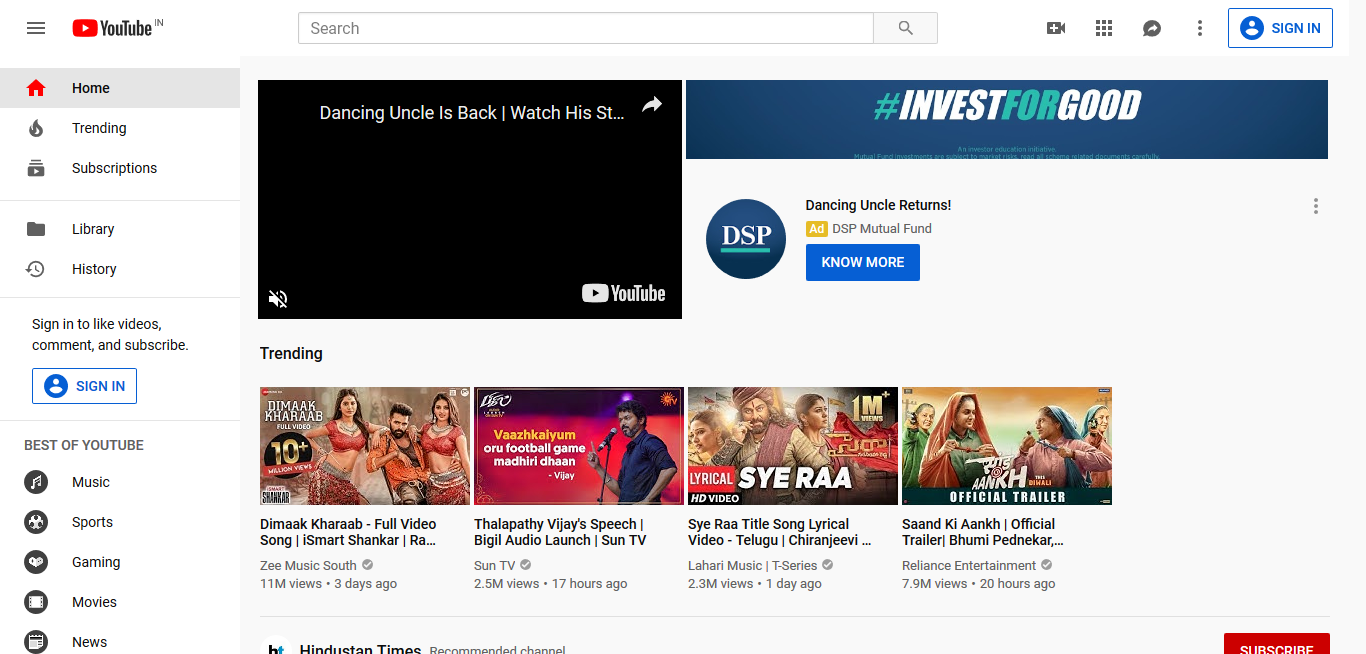 YouTube IN
Search
SIGN IN
Home
Trending
Subscriptions
Library
History
Sign in to like videos,
comment, and subscribe.
SIGN IN
BEST OF YOUTUBE
Music
Sports
Gaming
Movies
News
Dancing Uncle Is Back | Watch His St...
YouTube
#INVESTFORGOOD
An investor education initiative.
Mutual Fund investments are subject to market risks, read all scheme related documents carefully.
DSP
Dancing Uncle Returns!
Ad DSP Mutual Fund
KNOW MORE
Trending
DIMAAK
KHARAAB
FULL VIDEO
10+
MILLION VIEWS
iSMART
SHANKAR
Dimaak Kharaab - Full Video
Song | iSmart Shankar | Ra...
Zee Music South
11M views • 3 days ago
SUN TV
Vaazhkaiyum
oru football game
madhiri dhaan
- Vijay
Thalapathy Vijay's Speech |
Bigil Audio Launch | Sun TV
Sun TV
2.5M views • 17 hours ago
1M+
VIEWS
LYRICAL
HD VIDEO
SYE RAA
Sye Raa Title Song Lyrical
Video - Telugu | Chiranjeevi ...
Lahari Music | T-Series
2.3M views • 1 day ago
AANKH
THIS
DIWALI
OFFICIAL TRAILER
Saand Ki Aankh | Official
Trailer| Bhumi Pednekar,...
Reliance Entertainment
7.9M views • 20 hours ago
ht
Hindustan Times Recommended channel
SUBSCRIBE